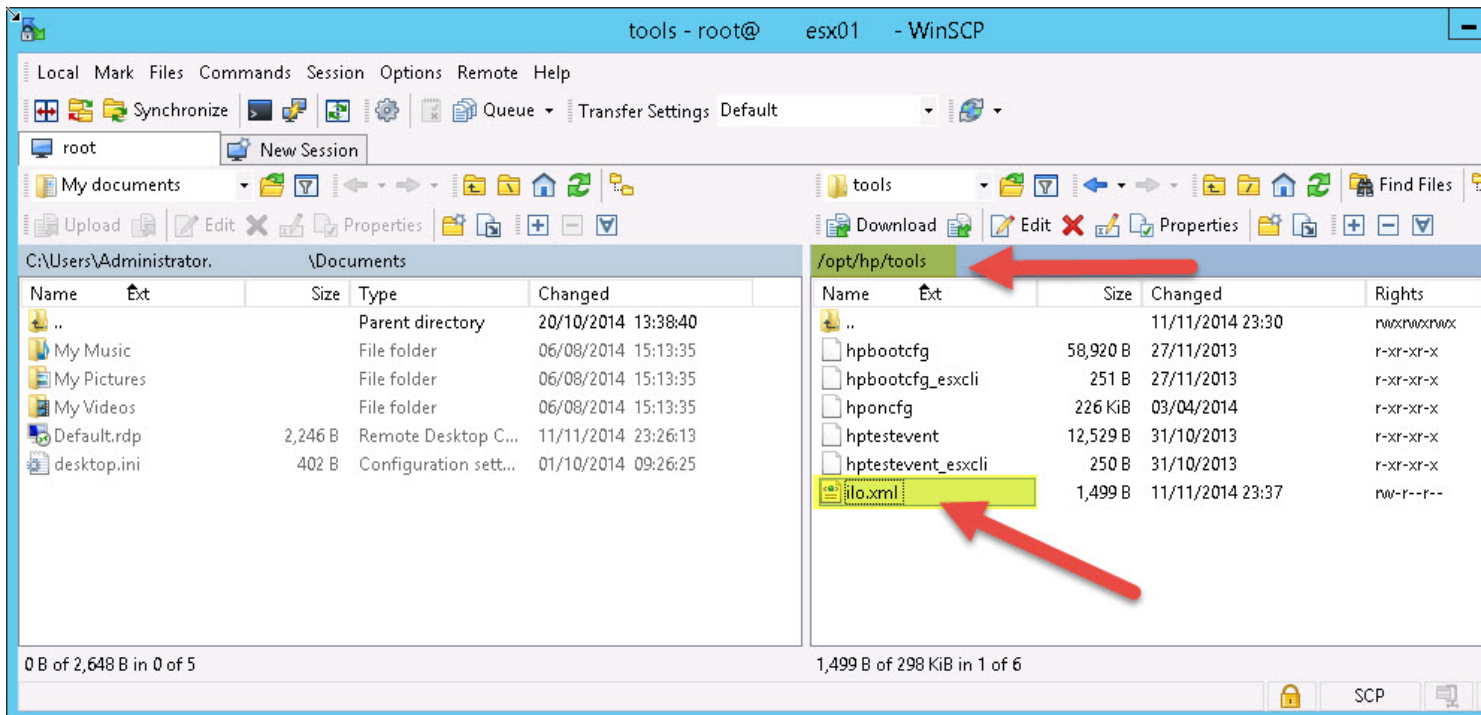 tools - root@ esx01 - WinSCP
Local Mark Files Commands Session Options Remote Help
Synchronize Queue Transfer Settings Default
root New Session
My documents tools Find Files
Upload Edit Properties Download Edit Properties
C:\Users\Administrator. \Documents /opt/hp/tools
Name Ext Size Type Changed Name Ext Size Changed Rights
.. Parent directory 20/10/2014 13:38:40 .. 11/11/2014 23:30 rwxrwxrwx
My Music File folder 06/08/2014 15:13:35 hpbootcfg 58,920 B 27/11/2013 r-xr-xr-x
My Pictures File folder 06/08/2014 15:13:35 hpbootcfg_esxcli 251 B 27/11/2013 r-xr-xr-x
My Videos File folder 06/08/2014 15:13:35 hponcfg 226 KiB 03/04/2014 r-xr-xr-x
Default.rdp 2,246 B Remote Desktop C... 11/11/2014 23:26:13 hptestevent 12,529 B 31/10/2013 r-xr-xr-x
desktop.ini 402 B Configuration sett... 01/10/2014 09:26:25 hptestevent_esxcli 250 B 31/10/2013 r-xr-xr-x
ilo.xml 1,499 B 11/11/2014 23:37 rw-r--r--
0 B of 2,648 B in 0 of 5 1,499 B of 298 KiB in 1 of 6
SCP